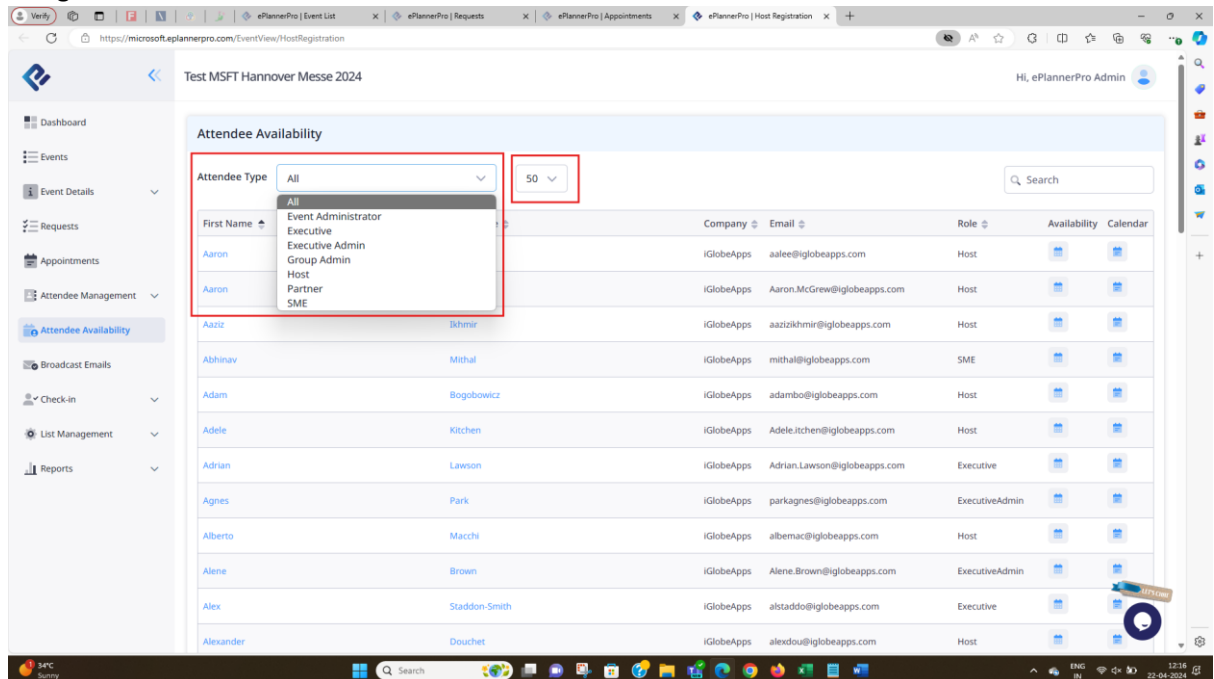 Verify
ePlannerPro | Event List
ePlannerPro | Requests
ePlannerPro | Appointments
ePlannerPro | Host Registration
https://microsoft.eplannerpro.com/EventView/HostRegistration
Test MSFT Hannover Messe 2024
Hi, ePlannerPro Admin
Dashboard
Events
Event Details
Requests
Appointments
Attendee Management
Attendee Availability
Broadcast Emails
Check-in
List Management
Reports
Attendee Availability
Attendee Type All 50 Search
All
Event Administrator
Executive
Executive Admin
Group Admin
Host
Partner
SME
First Name Company Email Role Availability Calendar
Aaron iGlobeApps aalee@iglobeapps.com Host
Aaron iGlobeApps Aaron.McGrew@iglobeapps.com Host
Aaziz Ikhmir iGlobeApps aazizikhmir@iglobeapps.com Host
Abhinav Mithal iGlobeApps mithal@iglobeapps.com SME
Adam Bogobowicz iGlobeApps adambo@iglobeapps.com Host
Adele Kitchen iGlobeApps Adele.itchen@iglobeapps.com Host
Adrian Lawson iGlobeApps Adrian.Lawson@iglobeapps.com Executive
Agnes Park iGlobeApps parkagnes@iglobeapps.com ExecutiveAdmin
Alberto Macchi iGlobeApps albemac@iglobeapps.com Host
Alene Brown iGlobeApps Alene.Brown@iglobeapps.com ExecutiveAdmin
Alex Staddon-Smith iGlobeApps alstaddo@iglobeapps.com Executive
Alexander Douchet iGlobeApps alexdou@iglobeapps.com Host
34°C
Sunny
Search
ENG
IN
12:16
22-04-2024